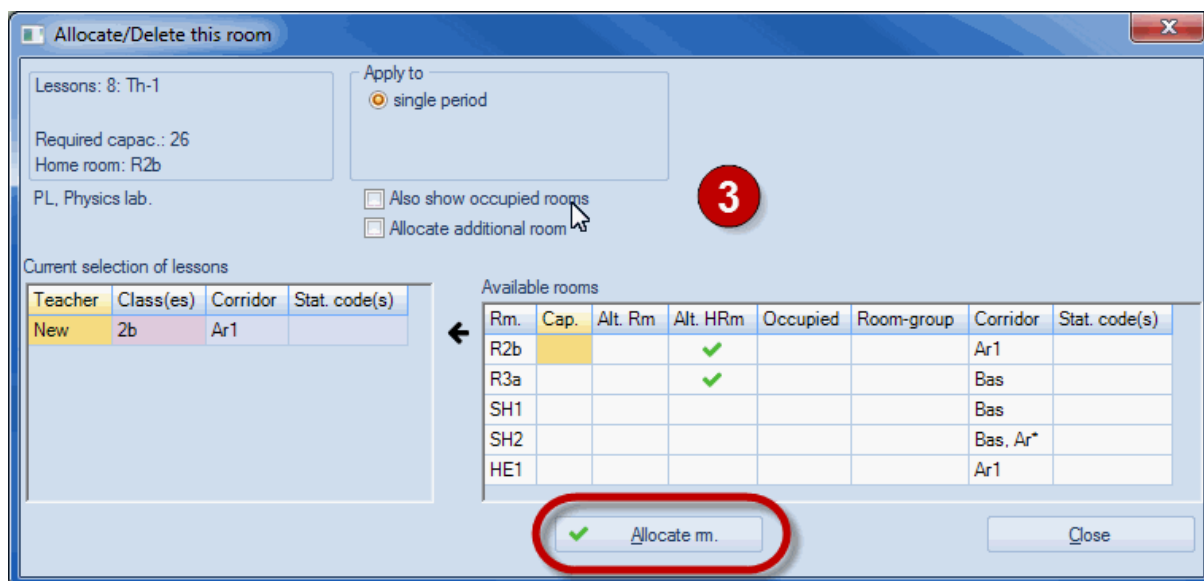 Allocate/Delete this room
x
Lessons: 8: Th-1
Required capac.: 26
Home room: R2b
PL, Physics lab.
Apply to
single period
Also show occupied rooms
Allocate additional room
3
Current selection of lessons
Teacher Class(es) Corridor Stat. code(s)
New 2b Ar1
Available rooms
Rm. Cap. Alt. Rm Alt. HRm Occupied Room-group Corridor Stat. code(s)
R2b Ar1
R3a Bas
SH1 Bas
SH2 Bas, Ar*
HE1 Ar1
Allocate rm.
Close